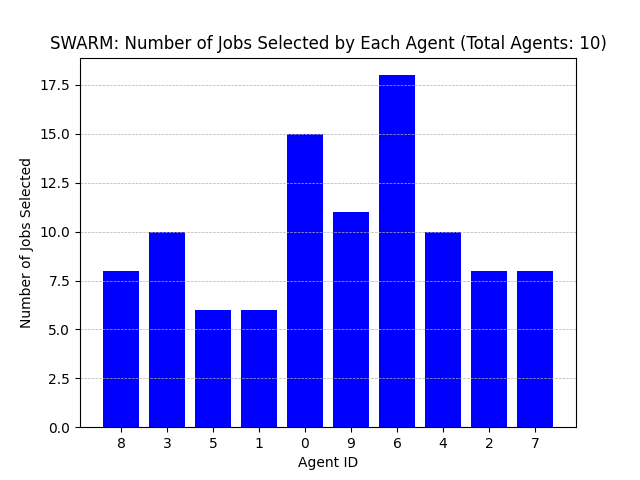 SWARM: Number of Jobs Selected by Each Agent (Total Agents: 10)
Number of Jobs Selected
17.5
15.0
12.5
10.0
7.5
5.0
2.5
0.0
8 3 5 1 0 9 6 4 2 7
Agent ID